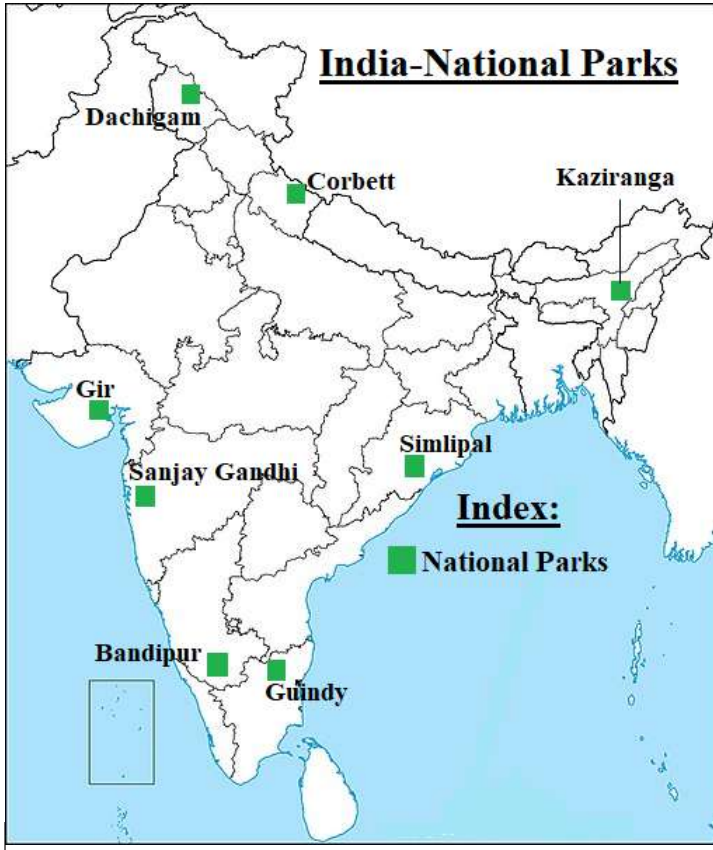 India-National Parks
Dachigam
Corbett
Kaziranga
Gir
Simlipal
Sanjay Gandhi
Index:
National Parks
Bandipur
Guindy